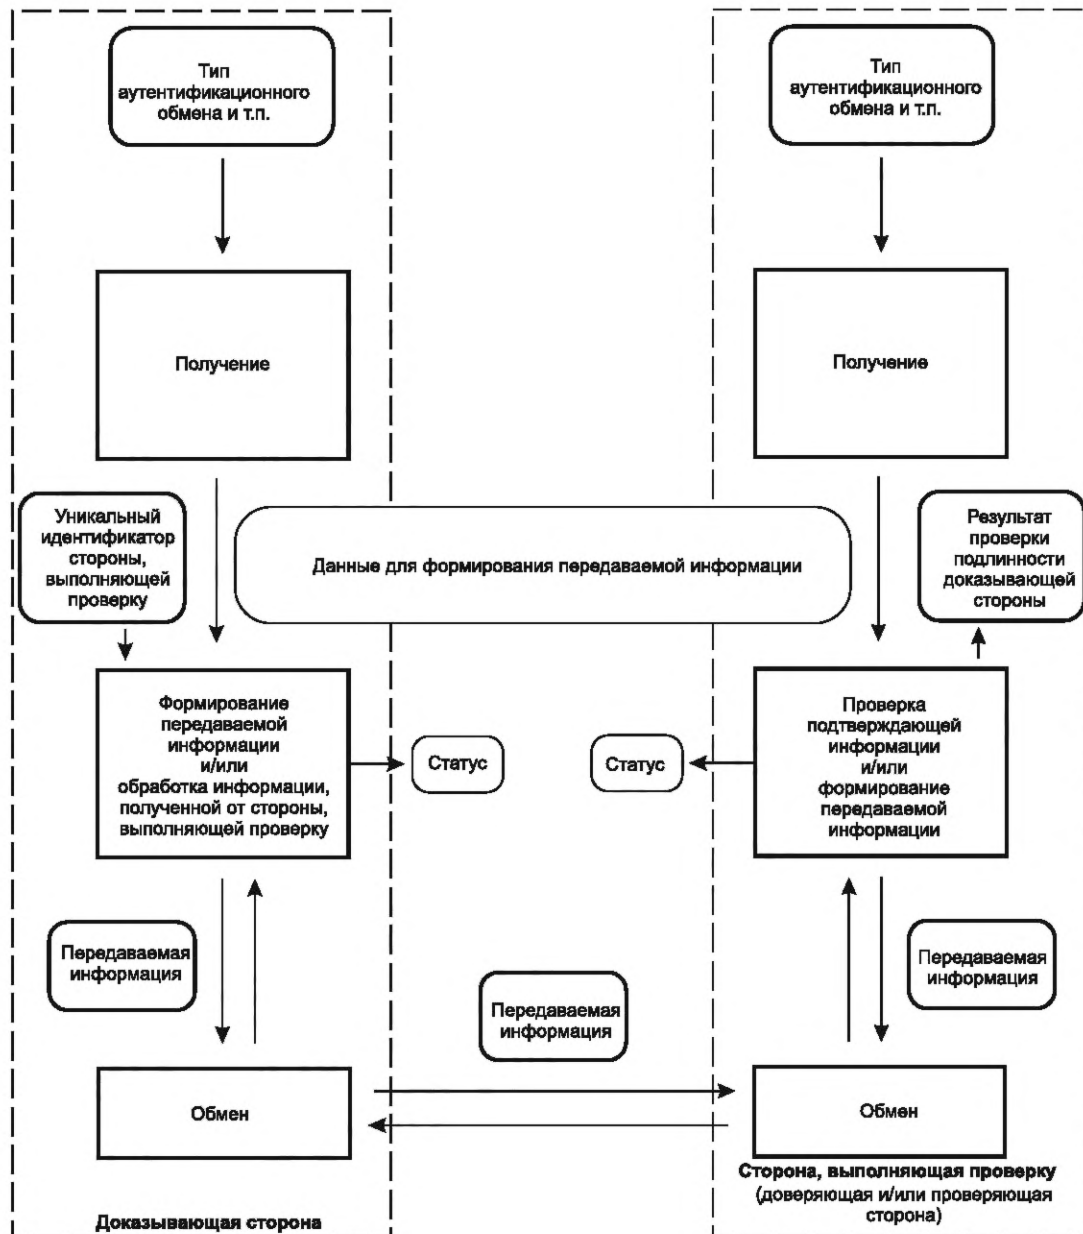 Тип
аутентификационного
обмена и т.п.
Тип
аутентификационного
обмена и т.п.
Получение
Получение
Уникальный
идентификатор
стороны,
выполняющей
проверку
Данные для формирования передаваемой информации
Результат
проверки
подлинности
доказывающей
стороны
Формирование
передаваемой
информации
и/или
обработка информации,
полученной от стороны,
выполняющей проверку
Статус
Статус
Проверка
подтверждающей
информации
и/или
формирование
передаваемой
информации
Передаваемая
информация
Передаваемая
информация
Передаваемая
информация
Обмен
Обмен
Доказывающая сторона
Сторона, выполняющая проверку
(доверяющая и/или проверяющая
сторона)